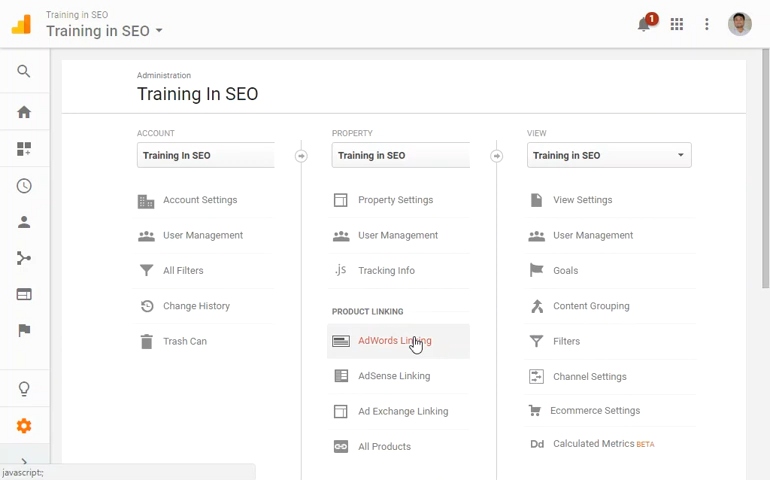 Training in SEO
Training in SEO
1
Administration
Training In SEO
ACCOUNT
Training In SEO
Account Settings
User Management
All Filters
Change History
Trash Can
PROPERTY
Training in SEO
Property Settings
User Management
.js Tracking Info
PRODUCT LINKING
AdWords Linking
AdSense Linking
Ad Exchange Linking
All Products
VIEW
Training in SEO
View Settings
User Management
Goals
Content Grouping
Filters
Channel Settings
Ecommerce Settings
Dd Calculated Metrics BETA
javascript:;